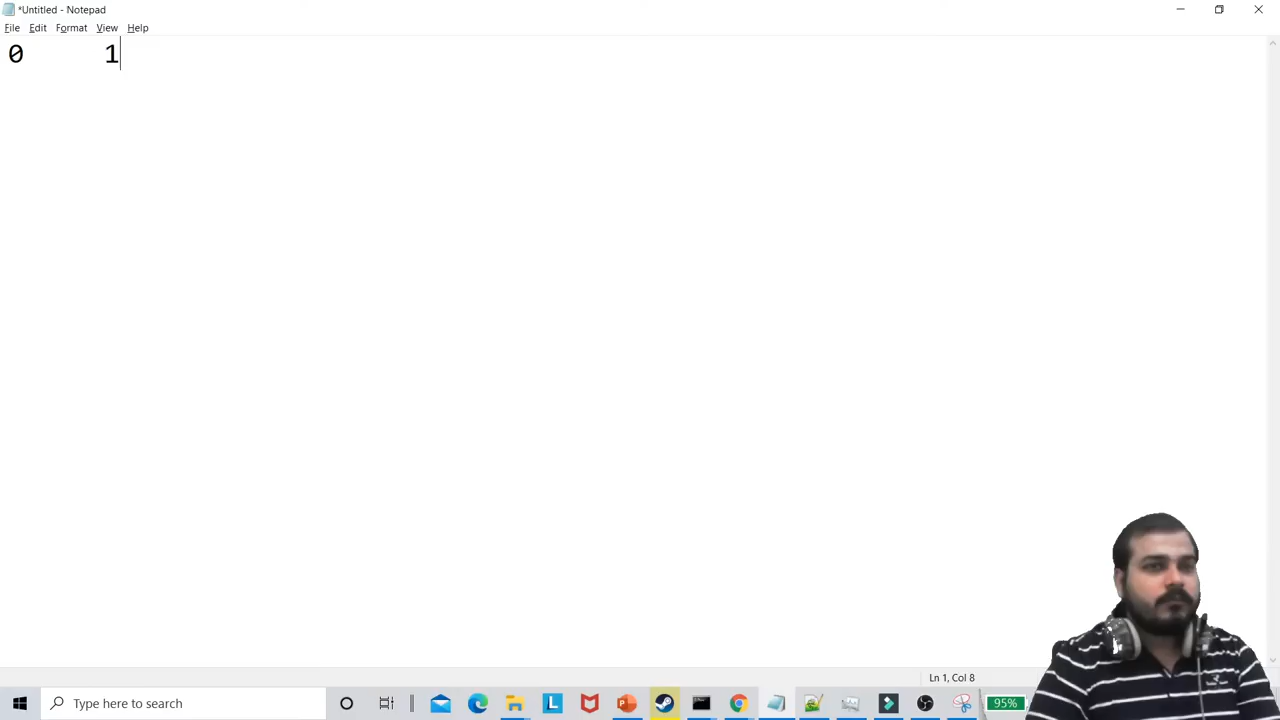 *Untitled - Notepad
File Edit Format View Help
0 1
Ln 1, Col 8
Type here to search
95%